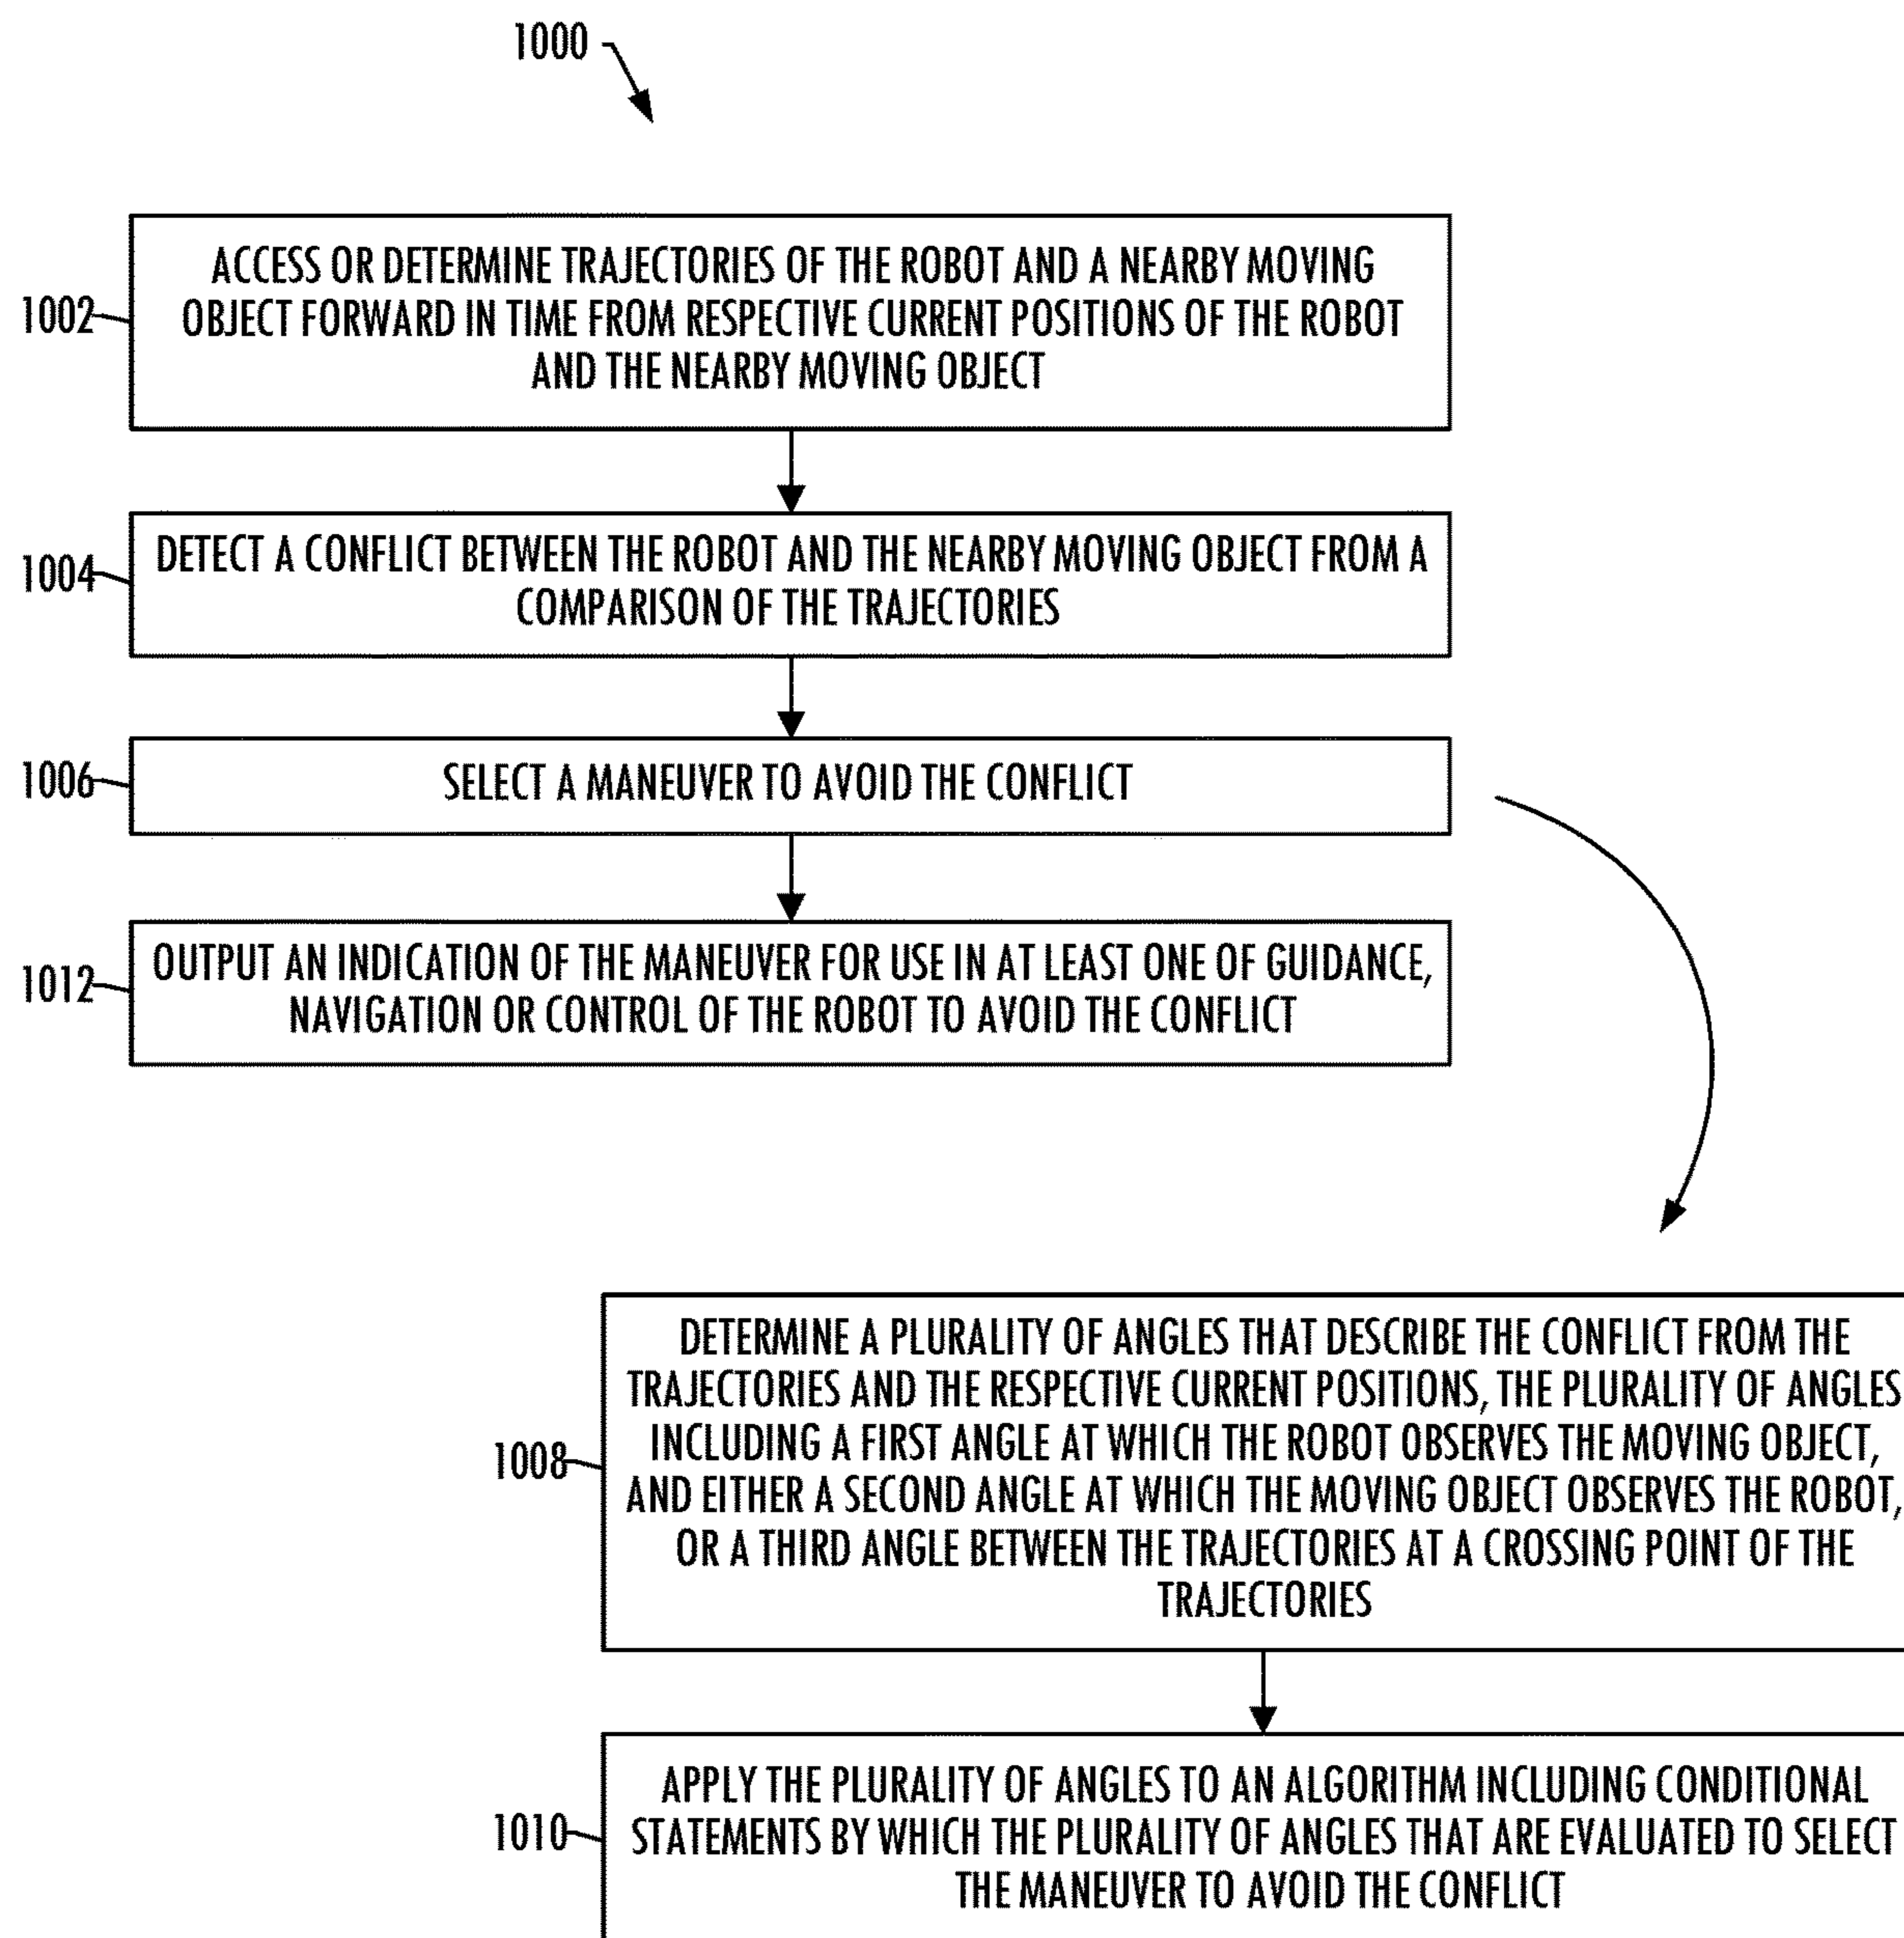 1000
1002
ACCESS OR DETERMINE TRAJECTORIES OF THE ROBOT AND A NEARBY MOVING
OBJECT FORWARD IN TIME FROM RESPECTIVE CURRENT POSITIONS OF THE ROBOT
AND THE NEARBY MOVING OBJECT
1004
DETECT A CONFLICT BETWEEN THE ROBOT AND THE NEARBY MOVING OBJECT FROM A
COMPARISON OF THE TRAJECTORIES
1006
SELECT A MANEUVER TO AVOID THE CONFLICT
1012
OUTPUT AN INDICATION OF THE MANEUVER FOR USE IN AT LEAST ONE OF GUIDANCE,
NAVIGATION OR CONTROL OF THE ROBOT TO AVOID THE CONFLICT
1008
DETERMINE A PLURALITY OF ANGLES THAT DESCRIBE THE CONFLICT FROM THE
TRAJECTORIES AND THE RESPECTIVE CURRENT POSITIONS, THE PLURALITY OF ANGLES
INCLUDING A FIRST ANGLE AT WHICH THE ROBOT OBSERVES THE MOVING OBJECT,
AND EITHER A SECOND ANGLE AT WHICH THE MOVING OBJECT OBSERVES THE ROBOT,
OR A THIRD ANGLE BETWEEN THE TRAJECTORIES AT A CROSSING POINT OF THE
TRAJECTORIES
1010
APPLY THE PLURALITY OF ANGLES TO AN ALGORITHM INCLUDING CONDITIONAL
STATEMENTS BY WHICH THE PLURALITY OF ANGLES THAT ARE EVALUATED TO SELECT
THE MANEUVER TO AVOID THE CONFLICT